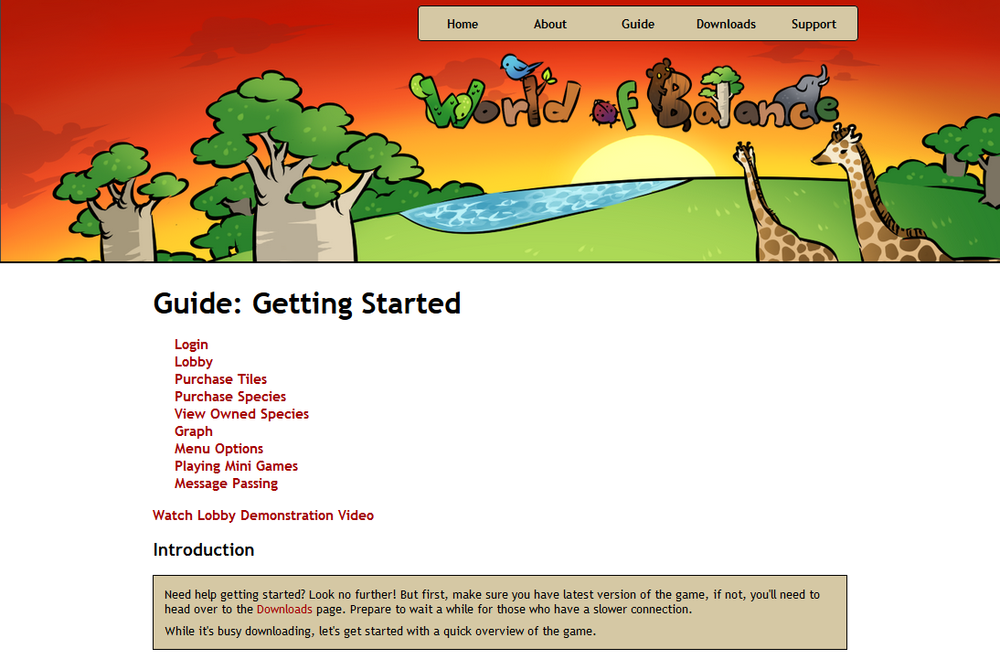 Home About Guide Downloads Support
World of Balance
Guide: Getting Started
Login
Lobby
Purchase Tiles
Purchase Species
View Owned Species
Graph
Menu Options
Playing Mini Games
Message Passing
Watch Lobby Demonstration Video
Introduction
Need help getting started? Look no further! But first, make sure you have latest version of the game, if not, you'll need to
head over to the Downloads page. Prepare to wait a while for those who have a slower connection.
While it's busy downloading, let's get started with a quick overview of the game.